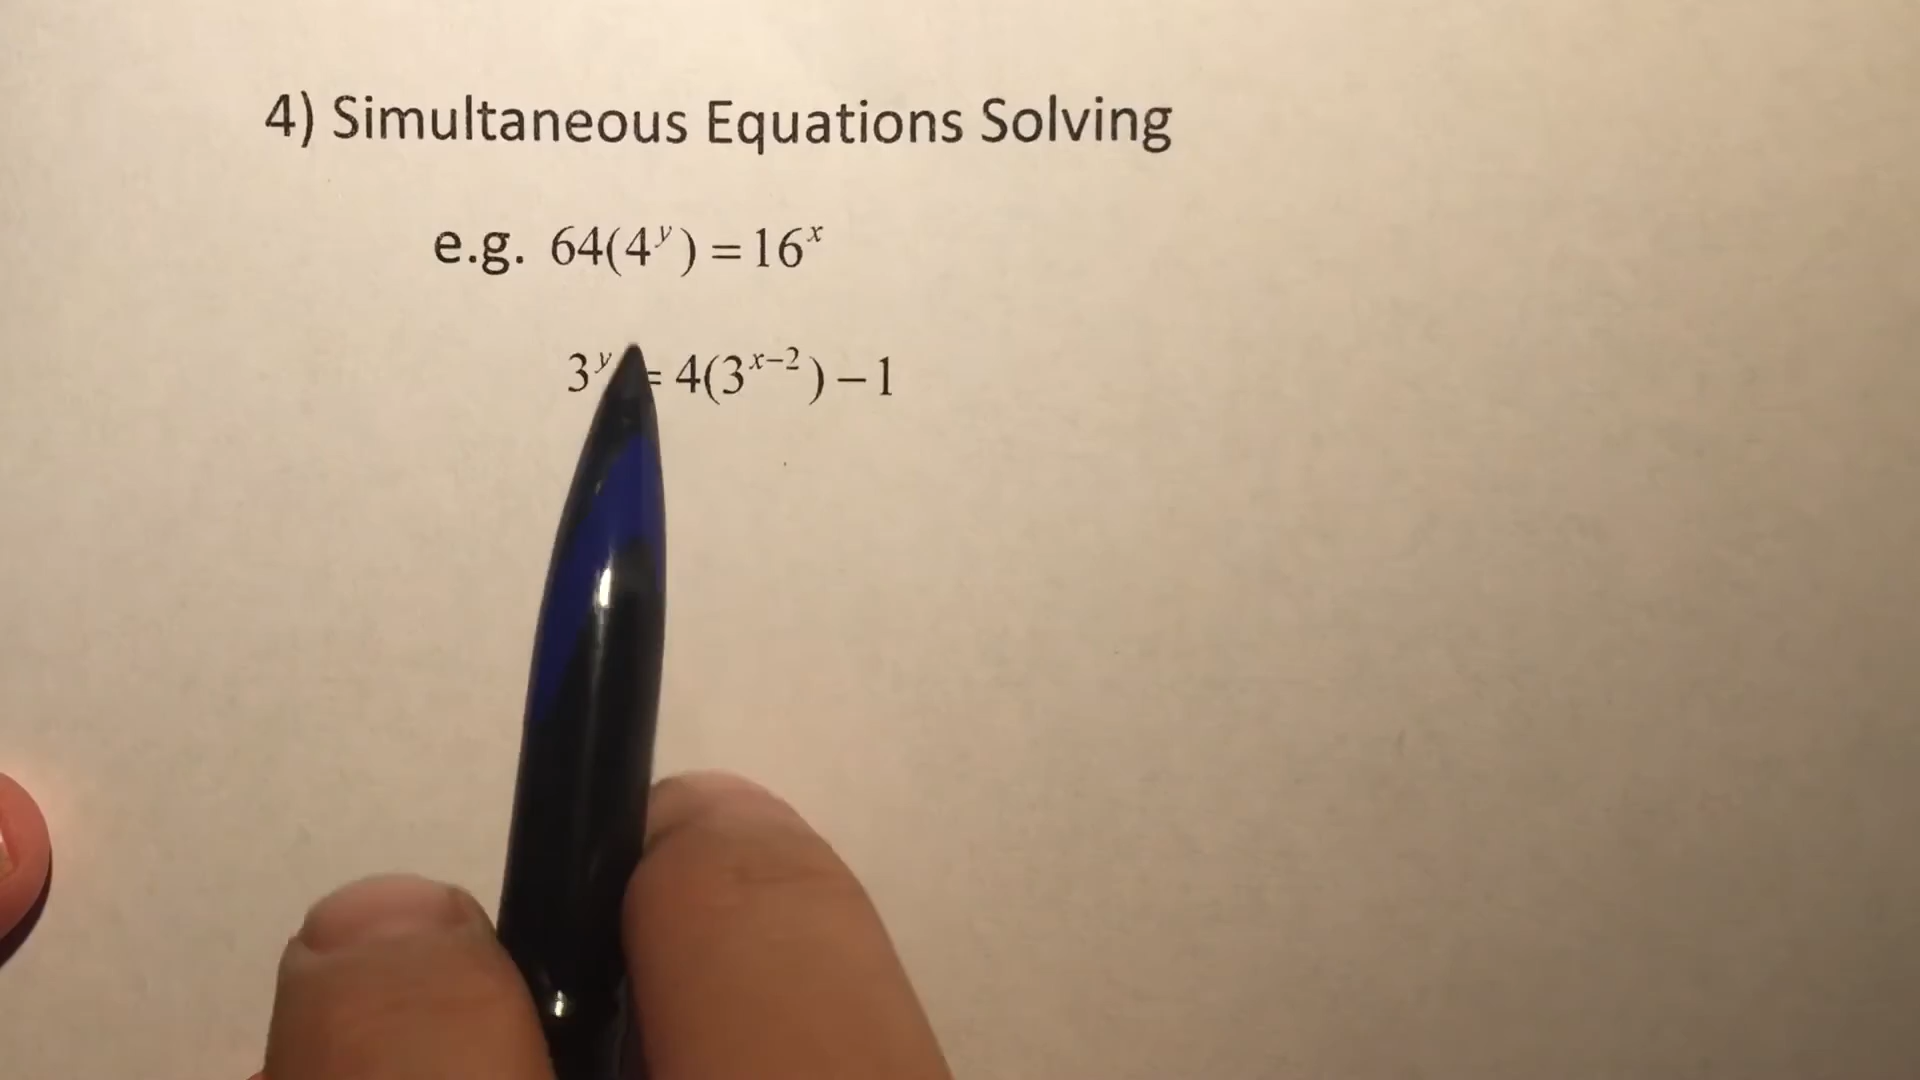 4) Simultaneous Equations Solving
e.g. 64(4^y) = 16^x
3^y = 4(3^{x-2}) - 1